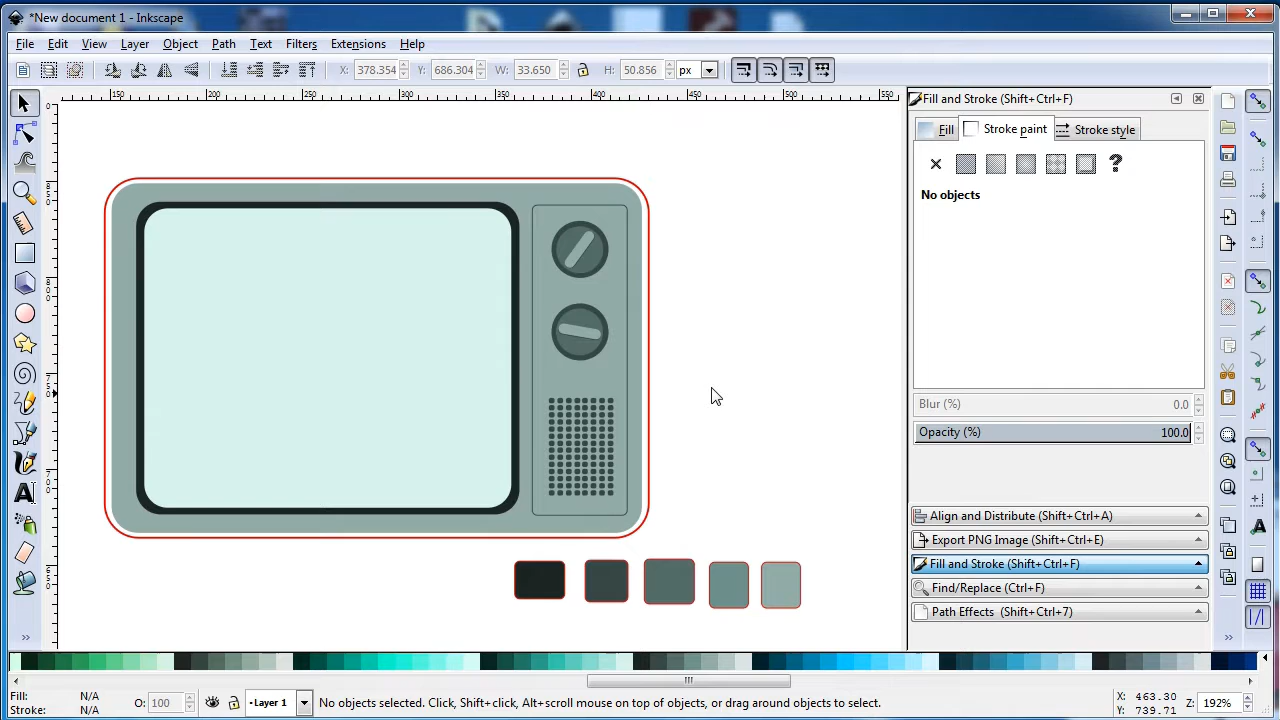 *New document 1 - Inkscape
File Edit View Layer Object Path Text Filters Extensions Help
X: 378.354 Y: 686.304 W: 33.650 H: 50.856 px
150 200 250 300 350 400 450 500 550
Fill and Stroke (Shift+Ctrl+F)
Fill Stroke paint Stroke style
No objects
Blur (%) 0.0
Opacity (%) 100.0
Align and Distribute (Shift+Ctrl+A)
Export PNG Image (Shift+Ctrl+E)
Fill and Stroke (Shift+Ctrl+F)
Find/Replace (Ctrl+F)
Path Effects (Shift+Ctrl+7)
Fill: N/A
Stroke: N/A
O: 100
•Layer 1
No objects selected. Click, Shift+click, Alt+scroll mouse on top of objects, or drag around objects to select.
X: 463.30
Y: 739.71
Z: 192%